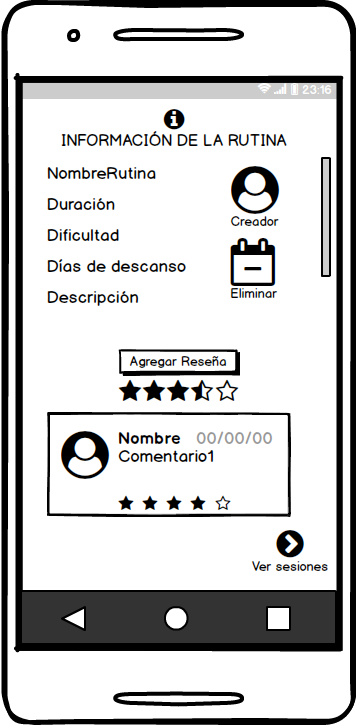 23:16
INFORMACIÓN DE LA RUTINA
NombreRutina
Duración
Dificultad
Días de descanso
Descripción
Creador
Eliminar
Agregar Reseña
Nombre 00/00/00
Comentario1
Ver sesiones